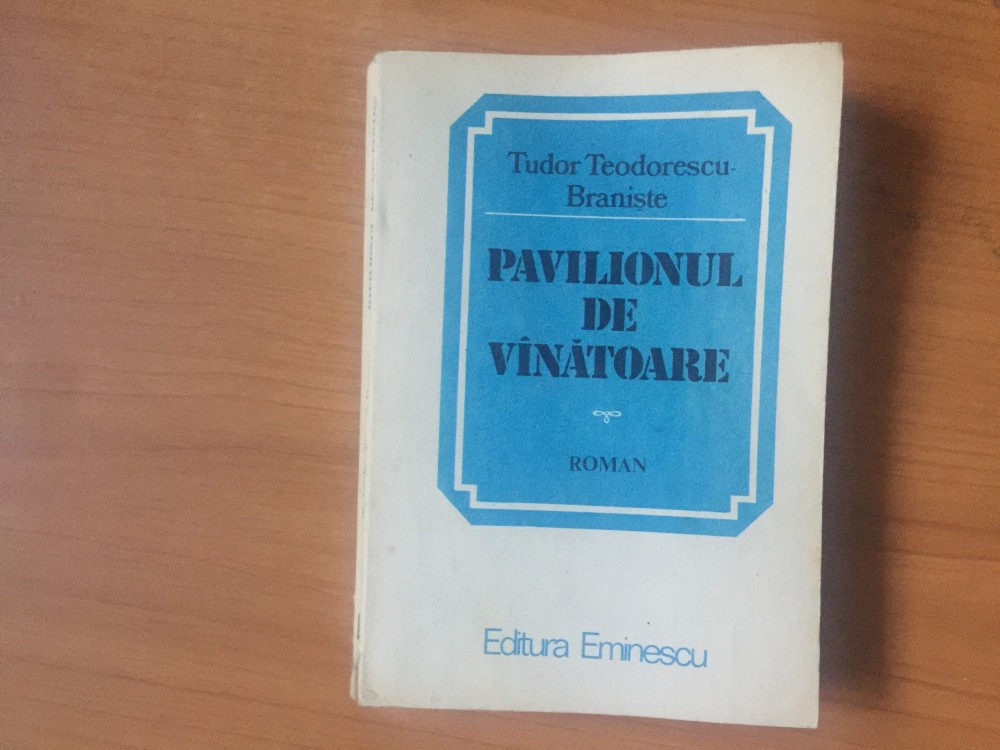 Tudor Teodorescu-
Braniște
PAVILIONUL
DE
VÎNĂTOARE
ROMAN
Editura Eminescu